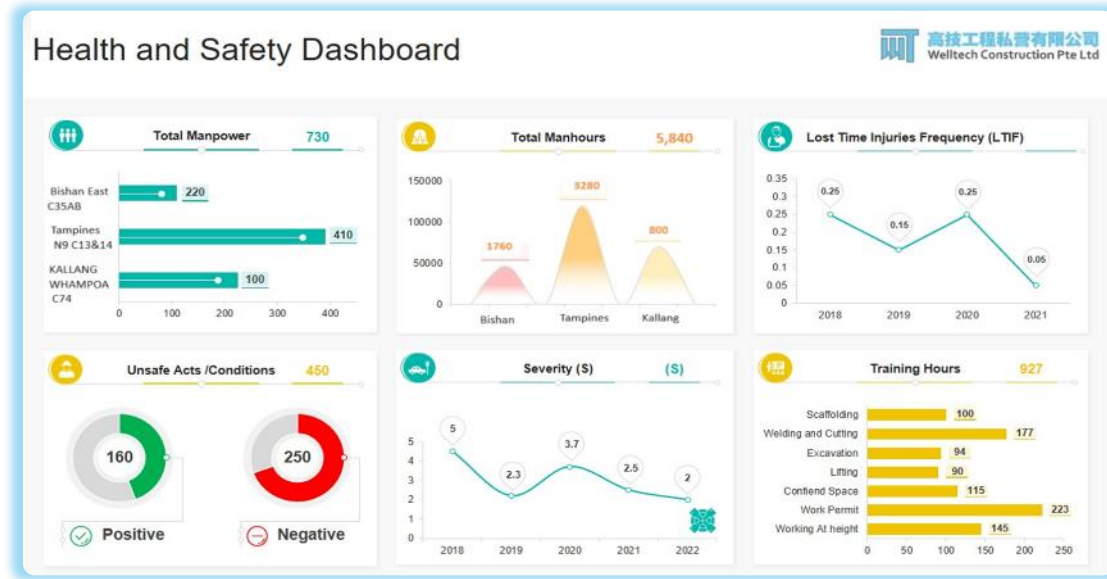 Health and Safety Dashboard
高技工程私营有限公司
Welltech Construction Pte Ltd
Total Manpower 730
Bishan East
C35AB
220
Tampines
N9 C13&14
410
KALLANG
WHAMPOA
C74
100
0 100 200 300 400
Total Manhours 5,840
150000
100000
50000
0
1760
3280
800
Bishan Tampines Kallang
Lost Time Injuries Frequency (LTIF)
0.35
0.3
0.25
0.2
0.15
0.1
0.05
0
0.25
0.15
0.25
0.05
2018 2019 2020 2021
Unsafe Acts /Conditions 450
160
250
Positive
Negative
Severity (S) (S)
5
4
3
2
1
0
5
2.3
3.7
2.5
2
2018 2019 2020 2021 2022
Training Hours 927
Scaffolding 100
Welding and Cutting 177
Excavation 94
Lifting 90
Confiend Space 115
Work Permit 223
Working At height 145
0 50 100 150 200 250